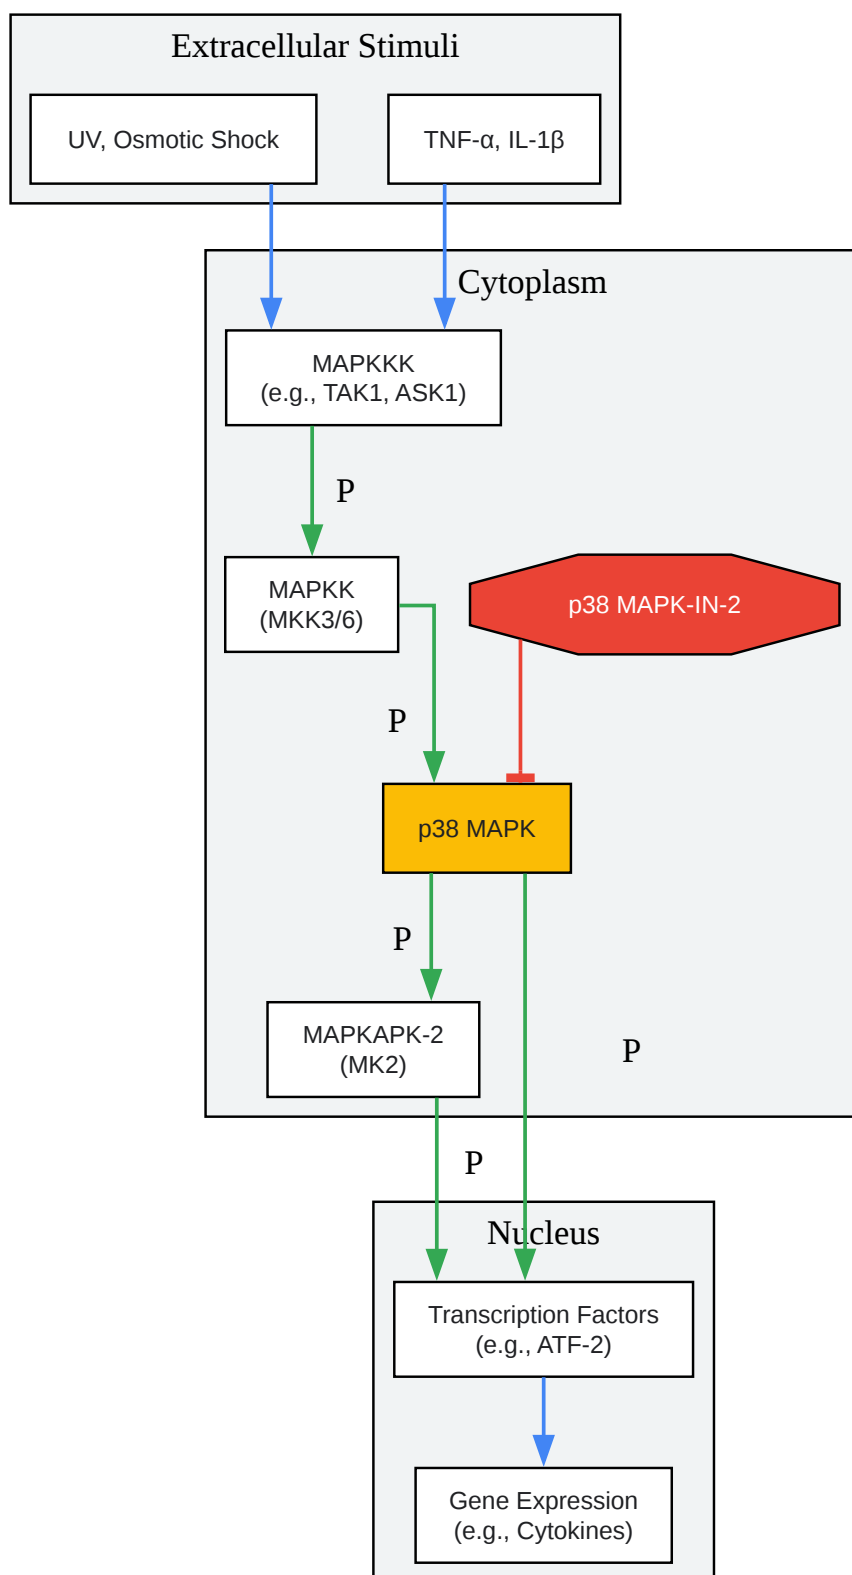 Extracellular Stimuli
UV, Osmotic Shock
TNF-α, IL-1β
Cytoplasm
MAPKKK
(e.g., TAK1, ASK1)
P
MAPKK
(MKK3/6)
p38 MAPK-IN-2
P
p38 MAPK
P
MAPKAPK-2
(MK2)
P
P
Nucleus
Transcription Factors
(e.g., ATF-2)
Gene Expression
(e.g., Cytokines)